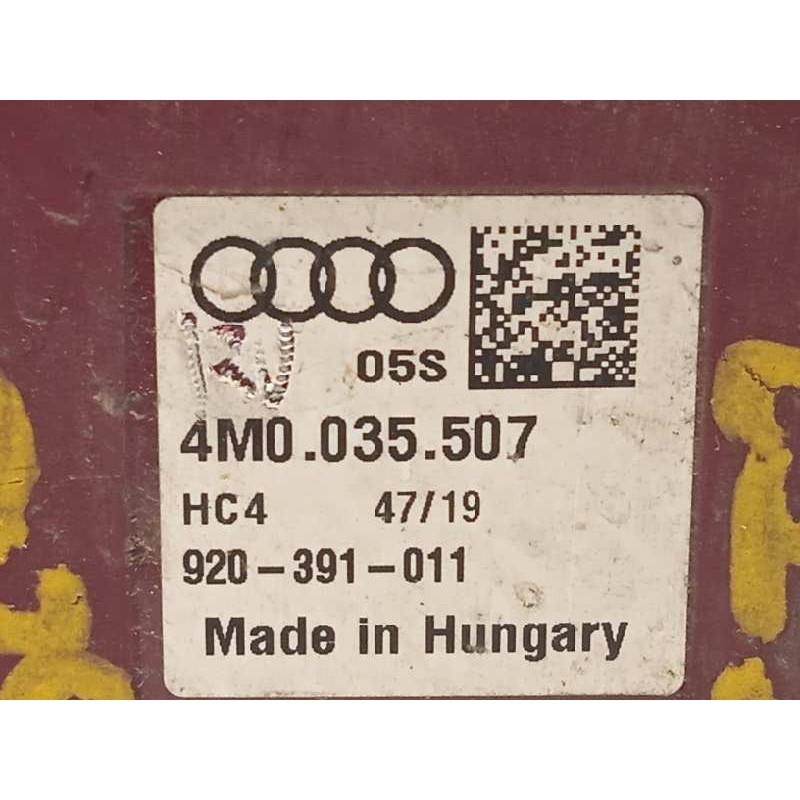 05S
4M0.035.507
HC4 47/19
920-391-011
Made in Hungary